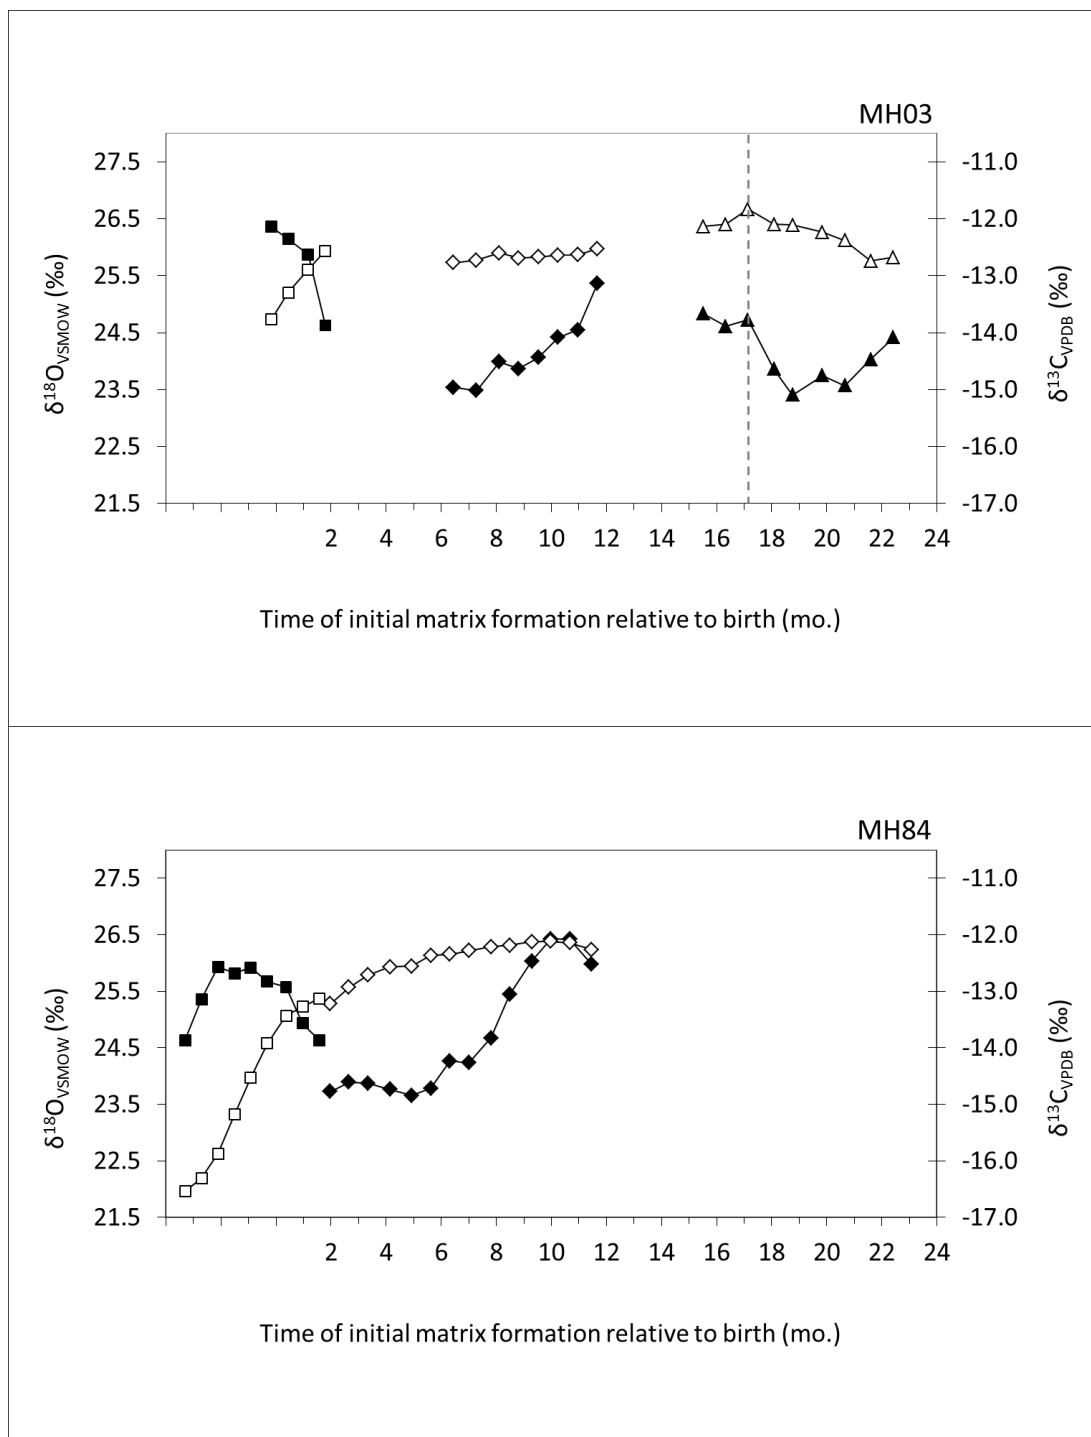 MH03
27.5 -11.0
26.5 -12.0
25.5 -13.0
24.5 -14.0
23.5 -15.0
22.5 -16.0
21.5 -17.0
δ¹⁸O_VSMOW (‰)
δ¹³C_VPDB (‰)
2 4 6 8 10 12 14 16 18 20 22 24
Time of initial matrix formation relative to birth (mo.)
MH84
27.5 -11.0
26.5 -12.0
25.5 -13.0
24.5 -14.0
23.5 -15.0
22.5 -16.0
21.5 -17.0
δ¹⁸O_VSMOW (‰)
δ¹³C_VPDB (‰)
2 4 6 8 10 12 14 16 18 20 22 24
Time of initial matrix formation relative to birth (mo.)